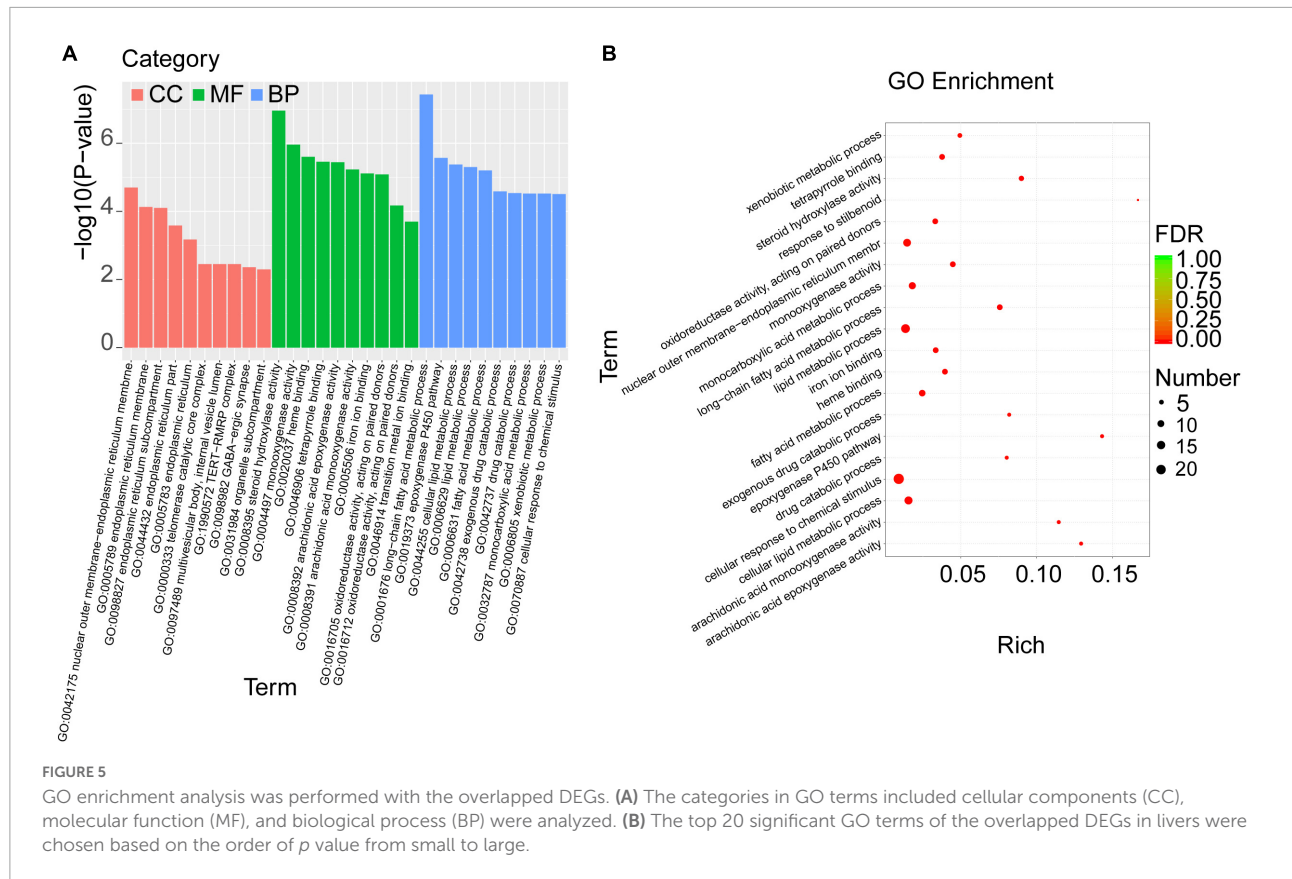 A
Category
CC MF BP
−log10(P−value)
6
4
2
0
GO:0042175 nuclear outer membrane−endoplasmic reticulum membrne
GO:0005789 endoplasmic reticulum membrane
GO:0098827 endoplasmic reticulum subcompartment
GO:0044432 endoplasmic reticulum part
GO:0005783 endoplasmic reticulum
GO:0000333 telomerase catalytic core complex
GO:0097489 multivesicular body, internal vesicle lumen
GO:1990572 TERT−RMRP complex
GO:0098982 GABA−ergic synapse
GO:0031984 organelle subcompartment
GO:0008395 steroid hydroxylase activity
GO:0004497 monooxygenase activity
GO:0020037 heme binding
GO:0046906 tetrapyrrole binding
GO:0008392 arachidonic acid epoxygenase activity
GO:0008391 arachidonic acid monooxygenase activity
GO:0005506 iron ion binding
GO:0016705 oxidoreductase activity, acting on paired donors
GO:0016712 oxidoreductase activity, acting on paired donors
GO:0046914 transition metal ion binding
GO:0001676 long−chain fatty acid metabolic process
GO:0019373 epoxygenase P450 pathway
GO:0044255 cellular lipid metabolic process
GO:0006629 lipid metabolic process
GO:0006631 fatty acid metabolic process
GO:0042738 exogenous drug catabolic process
GO:0042737 drug catabolic process
GO:0032787 monocarboxylic acid metabolic process
GO:0006805 xenobiotic metabolic process
GO:0070887 cellular response to chemical stimulus
Term
B
GO Enrichment
Term
xenobiotic metabolic process
tetrapyrrole binding
steroid hydroxylase activity
response to stilbenoid
oxidoreductase activity, acting on paired donors
nuclear outer membrane−endoplasmic reticulum membr
monooxygenase activity
monocarboxylic acid metabolic process
long−chain fatty acid metabolic process
lipid metabolic process
iron ion binding
heme binding
fatty acid metabolic process
exogenous drug catabolic process
epoxygenase P450 pathway
drug catabolic process
cellular response to chemical stimulus
cellular lipid metabolic process
arachidonic acid monooxygenase activity
arachidonic acid epoxygenase activity
0.05 0.10 0.15
Rich
FDR
1.00
0.75
0.50
0.25
0.00
Number
5
10
15
20
FIGURE 5
GO enrichment analysis was performed with the overlapped DEGs. (A) The categories in GO terms included cellular components (CC),
molecular function (MF), and biological process (BP) were analyzed. (B) The top 20 significant GO terms of the overlapped DEGs in livers were
chosen based on the order of p value from small to large.